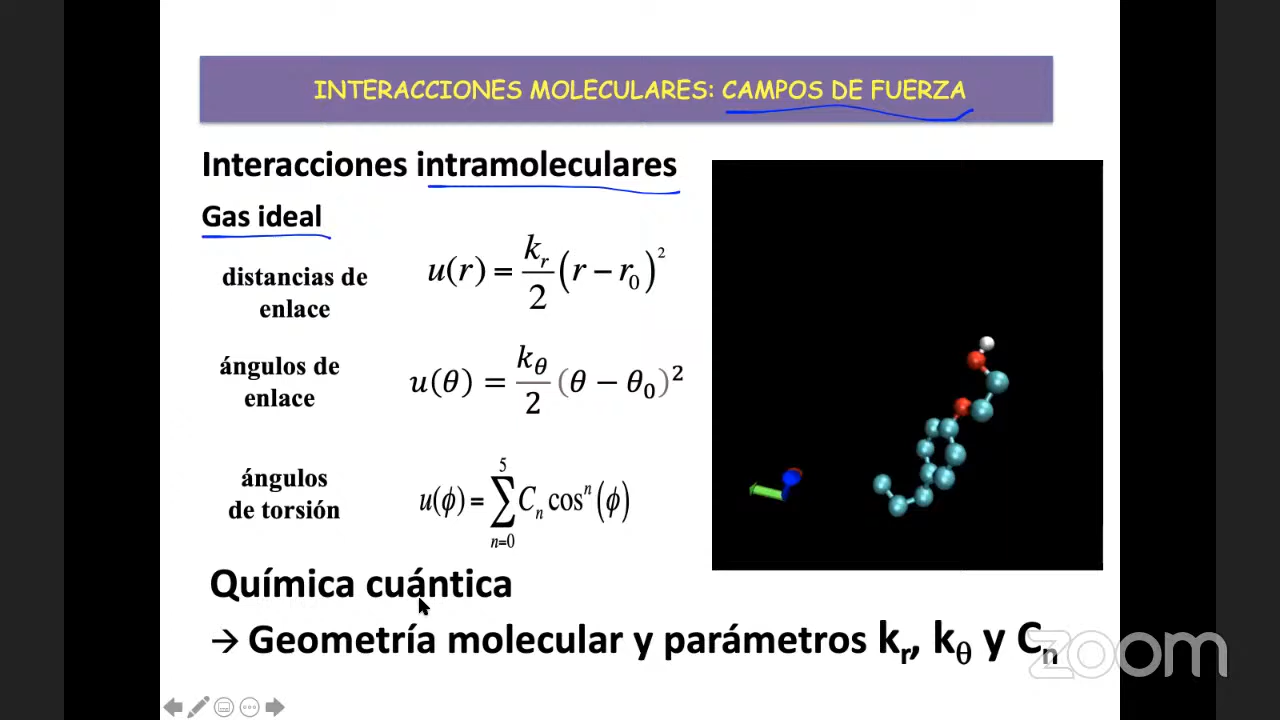 INTERACCIONES MOLECULARES: CAMPOS DE FUERZA
Interacciones intramoleculares
Gas ideal
distancias de
enlace
u(r) = k_r/2 (r − r_0)^2
ángulos de
enlace
u(θ) = k_θ/2 (θ − θ_0)^2
ángulos
de torsión
u(ϕ) = ∑_{n=0}^{5} C_n cos^n (ϕ)
Química cuántica
→ Geometría molecular y parámetros k_r, k_θ y C_n
zoom